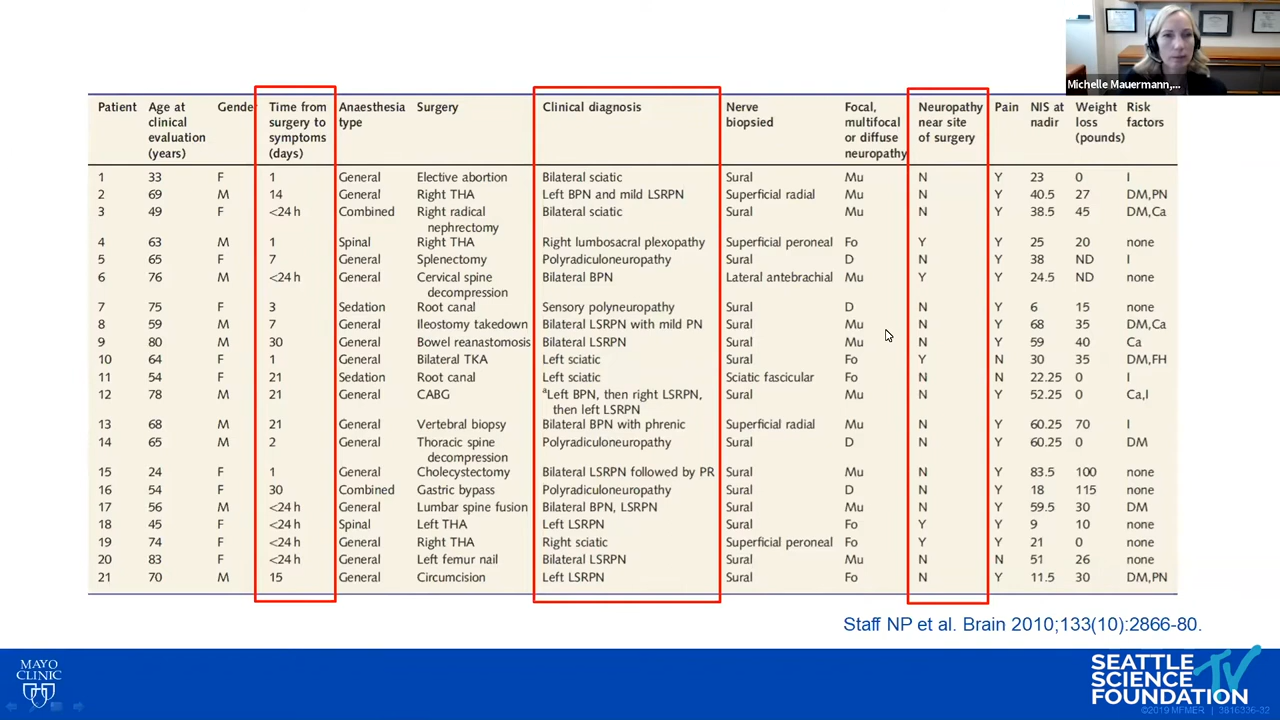 Michelle Mauermann,...
Patient Age at clinical evaluation (years) Gende Time from surgery to symptoms (days) Anaesthesia type Surgery Clinical diagnosis Nerve biopsied Focal, multifocal or diffuse neuropathy Neuropathy near site of surgery Pain NIS at nadir Weight loss (pounds) Risk factors
1 33 F 1 General Elective abortion Bilateral sciatic Sural Mu N Y 23 0 I
2 69 M 14 General Right THA Left BPN and mild LSRPN Superficial radial Mu N Y 40.5 27 DM,PN
3 49 F <24 h Combined Right radical nephrectomy Bilateral sciatic Sural Mu N Y 38.5 45 DM,Ca
4 63 M 1 Spinal Right THA Right lumbosacral plexopathy Superficial peroneal Fo Y Y 25 20 none
5 65 F 7 General Splenectomy Polyradiculoneuropathy Sural D N Y 38 ND I
6 76 M <24 h General Cervical spine decompression Bilateral BPN Lateral antebrachial Mu Y Y 24.5 ND none
7 75 F 3 Sedation Root canal Sensory polyneuropathy Sural D N Y 6 15 none
8 59 M 7 General Ileostomy takedown Bilateral LSRPN with mild PN Sural Mu N Y 68 35 DM,Ca
9 80 M 30 General Bowel reanastomosis Bilateral LSRPN Sural Mu N Y 59 40 Ca
10 64 F 1 General Bilateral TKA Left sciatic Sural Fo Y N 30 35 DM,FH
11 54 F 21 Sedation Root canal Left sciatic Sciatic fascicular Fo N N 22.25 0 I
12 78 M 21 General CABG aLeft BPN, then right LSRPN, then left LSRPN Sural Mu N Y 52.25 0 Ca,I
13 68 M 21 General Vertebral biopsy Bilateral BPN with phrenic Superficial radial Mu N Y 60.25 70 I
14 65 M 2 General Thoracic spine decompression Polyradiculoneuropathy Sural D N Y 60.25 0 DM
15 24 F 1 General Cholecystectomy Bilateral LSRPN followed by PR Sural Mu N Y 83.5 100 none
16 54 F 30 Combined Gastric bypass Polyradiculoneuropathy Sural D N Y 18 115 none
17 56 M <24 h General Lumbar spine fusion Bilateral BPN, LSRPN Sural Mu N Y 59.5 30 DM
18 45 F <24 h Spinal Left THA Left LSRPN Sural Fo Y Y 9 10 none
19 74 F <24 h General Right THA Right sciatic Superficial peroneal Fo Y Y 21 0 none
20 83 F <24 h General Left femur nail Bilateral LSRPN Sural Mu N N 51 26 none
21 70 M 15 General Circumcision Left LSRPN Sural Fo N Y 11.5 30 DM,PN
Staff NP et al. Brain 2010;133(10):2866-80.
MAYO
CLINIC
SEATTLE
SCIENCE
FOUNDATION
TV
©2019 MFMER | 3816336-32